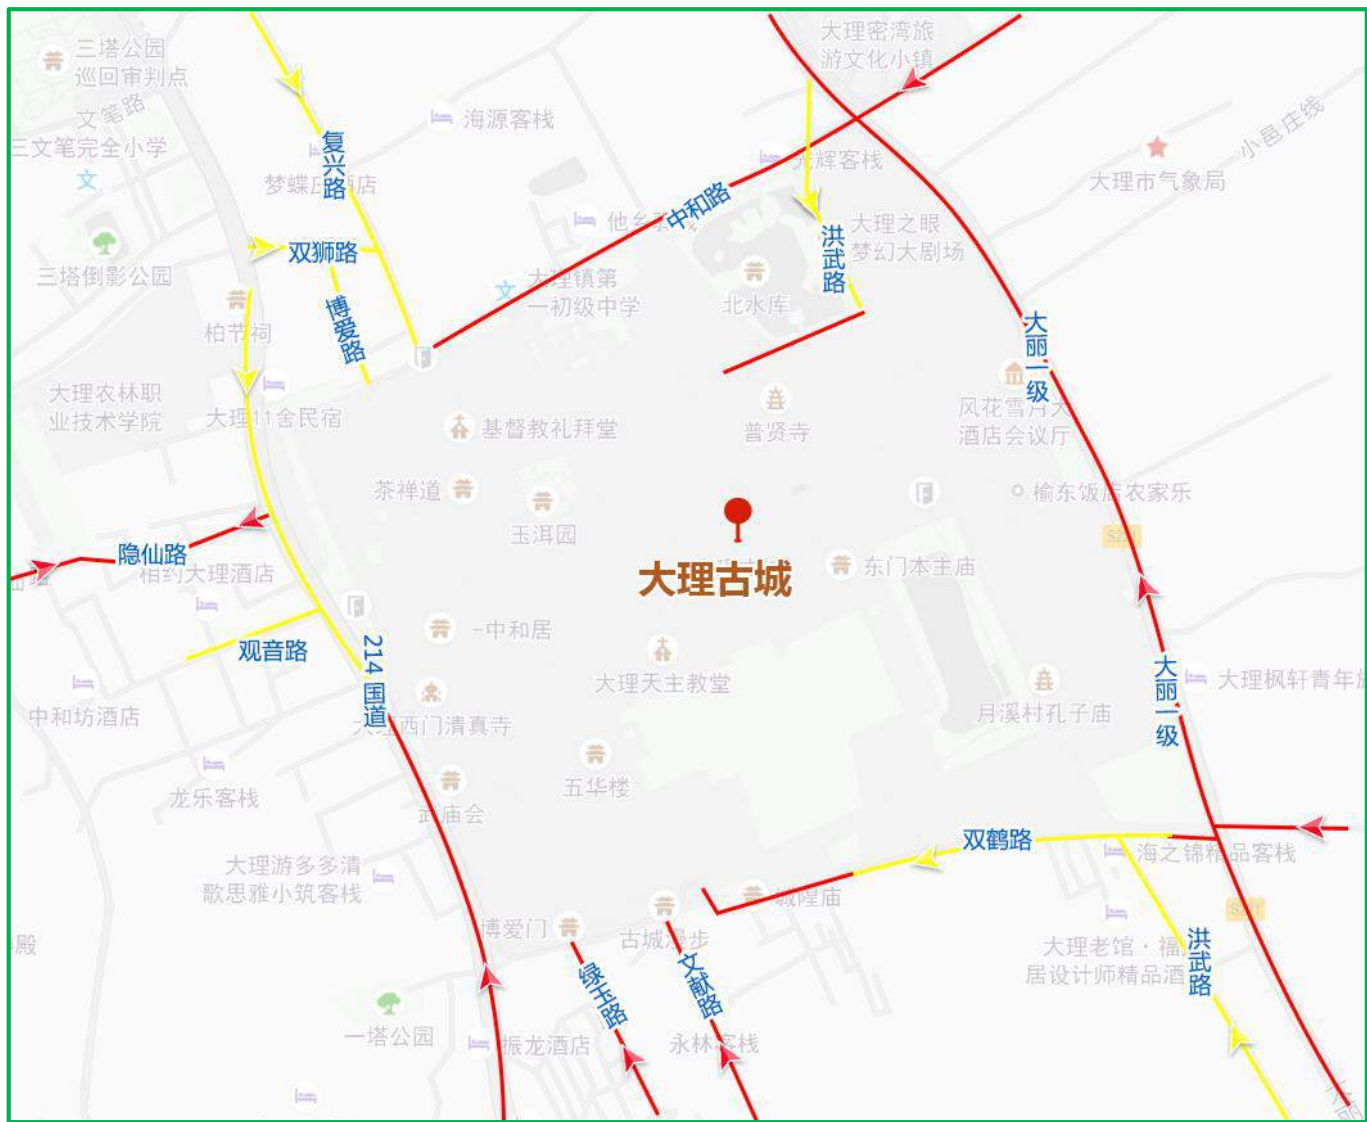 三塔公园
巡回审判点
文笔路
三文笔完全小学
文
复兴路
海源客栈
大理密湾旅
游文化小镇
小邑庄线
大理市气象局
梦蝶庄酒店
光辉客栈
中和路
洪武路
大理之眼
梦幻大剧场
双狮路
三塔倒影公园
博爱路
柏节祠
文
大理镇第
一初级中学
北水库
大丽一级
大理农林职
业技术学院
大理11舍民宿
基督教礼拜堂
普贤寺
风花雪月大
酒店会议厅
茶禅道
玉洱园
榆东饭店农家乐
S221
隐仙路
相约大理酒店
大理古城
东门本主庙
观音路
-中和居
214国道
大理天主教堂
大丽一级
大理枫轩青年旅
中和坊酒店
大理西门清真寺
月溪村孔子庙
龙乐客栈
武庙会
五华楼
双鹤路
海之锦精品客栈
大理游多多清
歌思雅小筑客栈
城隍庙
S221
博爱门
古城漫步
殿
绿玉路
文献路
大理老馆·福
居设计师精品酒
洪武路
一塔公园
振龙酒店
永林客栈
大丽